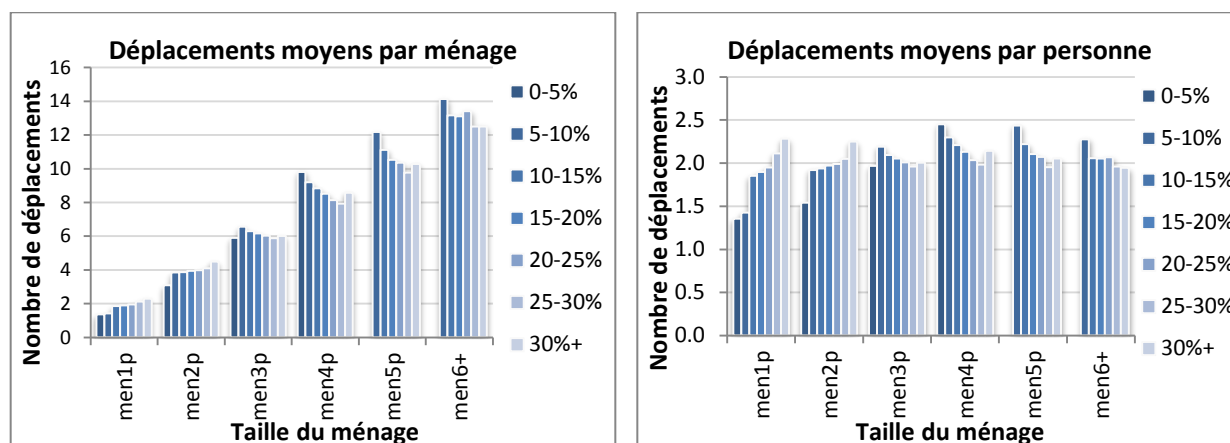 Déplacements moyens par ménage
Nombre de déplacements
16
14
12
10
8
6
4
2
0
men1p
men2p
men3p
men4p
men5p
men6+
Taille du ménage
0-5%
5-10%
10-15%
15-20%
20-25%
25-30%
30%+
Déplacements moyens par personne
Nombre de déplacements
3.0
2.5
2.0
1.5
1.0
0.5
0.0
men1p
men2p
men3p
men4p
men5p
men6+
Taille du ménage
0-5%
5-10%
10-15%
15-20%
20-25%
25-30%
30%+